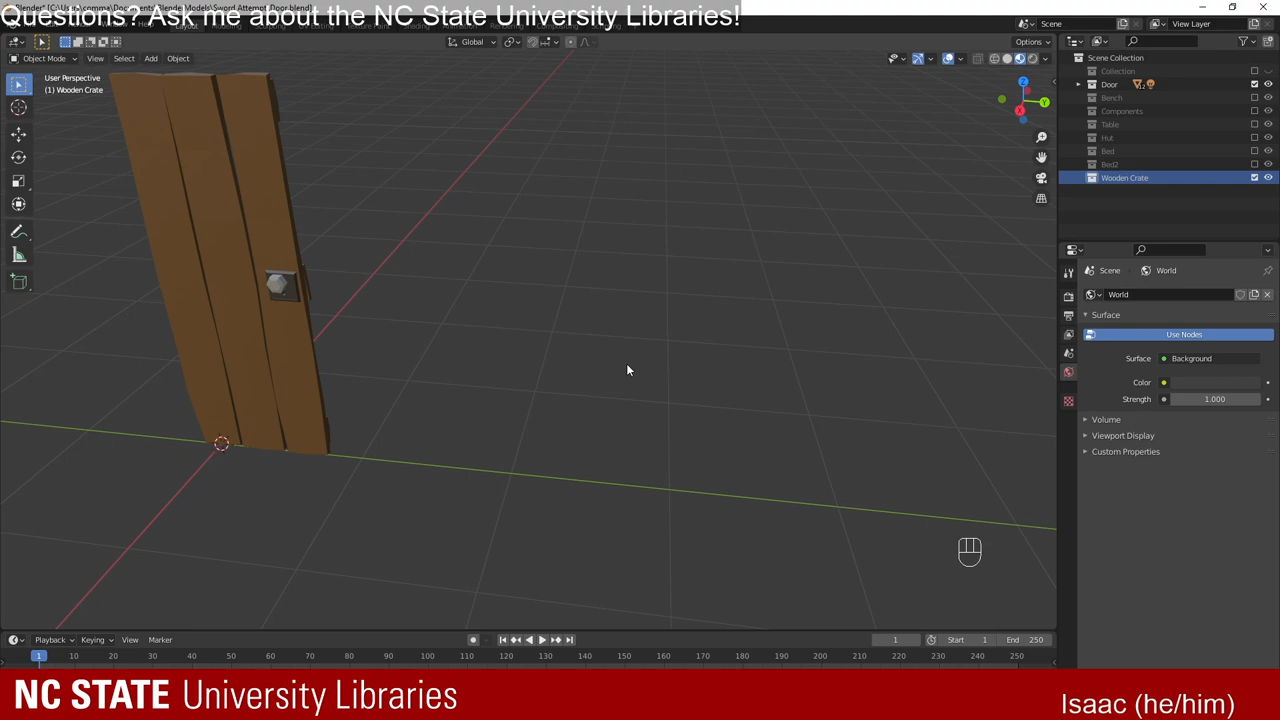 Questions? Ask me about the NC State University Libraries!
Scene
View Layer
Global
Options
Object Mode
View
Select
Add
Object
User Perspective
(1) Wooden Crate
Z
Y
X
Scene Collection
Collection
Door
12
Bench
Components
Table
Hut
Bed
Bed2
Wooden Crate
Scene
World
World
Surface
Use Nodes
Surface
Background
Color
Strength
1.000
Volume
Viewport Display
Custom Properties
Playback
Keying
View
Marker
1
Start
1
End
250
1
10
20
30
40
50
60
70
80
90
100
110
120
130
140
150
160
170
180
190
200
210
220
230
240
250
NC STATE University Libraries
Isaac (he/him)